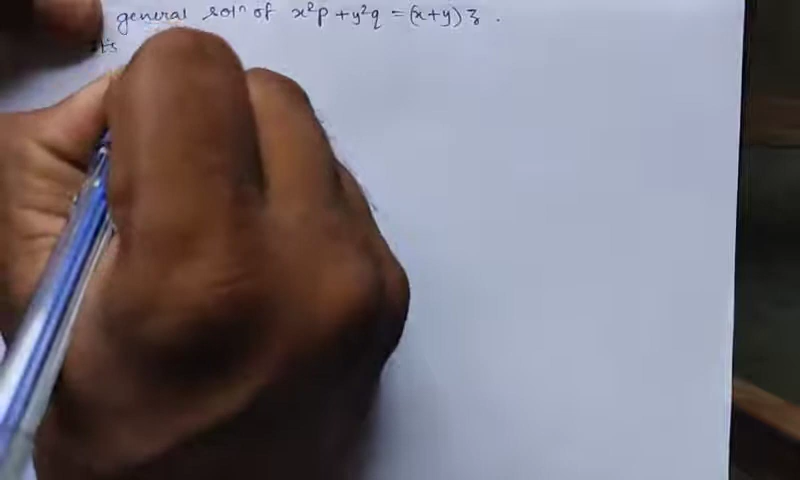 general solⁿ of x²p + y²q = (x+y) z .